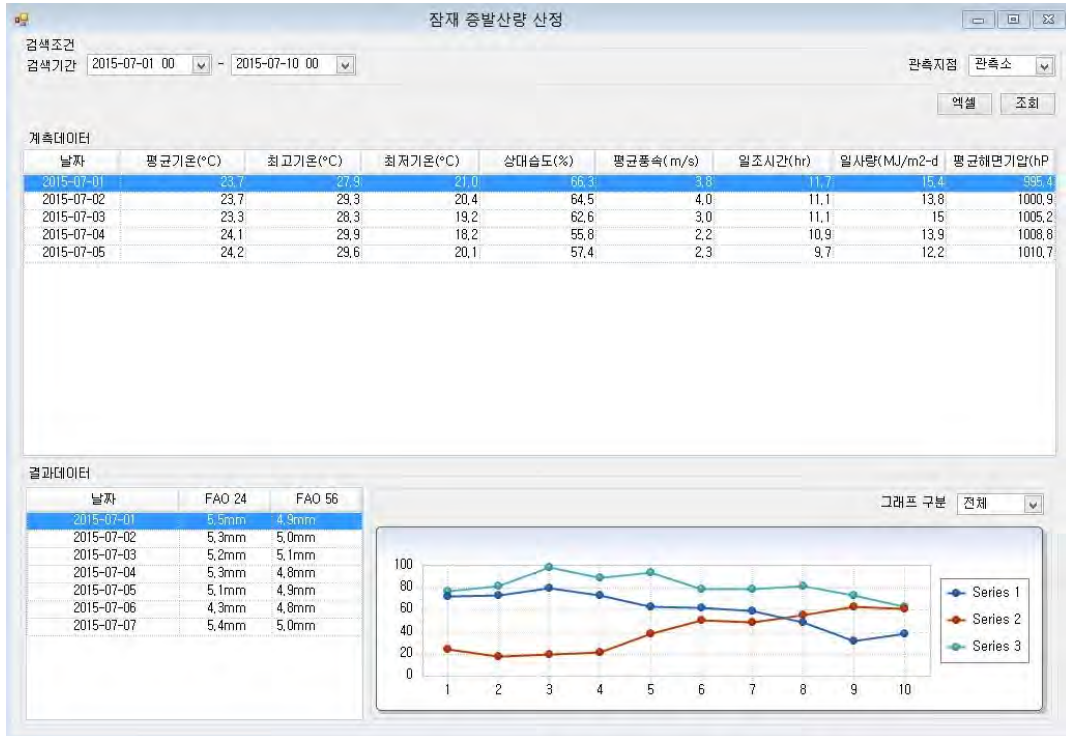 잠재 증발산량 산정
검색조건
검색기간 2015-07-01 00 - 2015-07-10 00 관측지점 관측소
엑셀 조회
계측데이터
날짜 평균기온(°C) 최고기온(°C) 최저기온(°C) 상대습도(%) 평균풍속(m/s) 일조시간(hr) 일사량(MJ/m2-d 평균해면기압(hP
2015-07-01 23,7 27,9 21,0 66,3 3,8 11,7 15,4 995,4
2015-07-02 23,7 29,3 20,4 64,5 4,0 11,1 13,8 1000,9
2015-07-03 23,3 28,3 19,2 62,6 3,0 11,1 15 1005,2
2015-07-04 24,1 29,9 18,2 55,8 2,2 10,9 13,9 1008,8
2015-07-05 24,2 29,6 20,1 57,4 2,3 9,7 12,2 1010,7
결과데이터
날짜 FAO 24 FAO 56
2015-07-01 5,5mm 4,9mm
2015-07-02 5,3mm 5,0mm
2015-07-03 5,2mm 5,1mm
2015-07-04 5,3mm 4,8mm
2015-07-05 5,1mm 4,9mm
2015-07-06 4,3mm 4,8mm
2015-07-07 5,4mm 5,0mm
그래프 구분 전체
100
80
60
40
20
0
1 2 3 4 5 6 7 8 9 10
Series 1
Series 2
Series 3